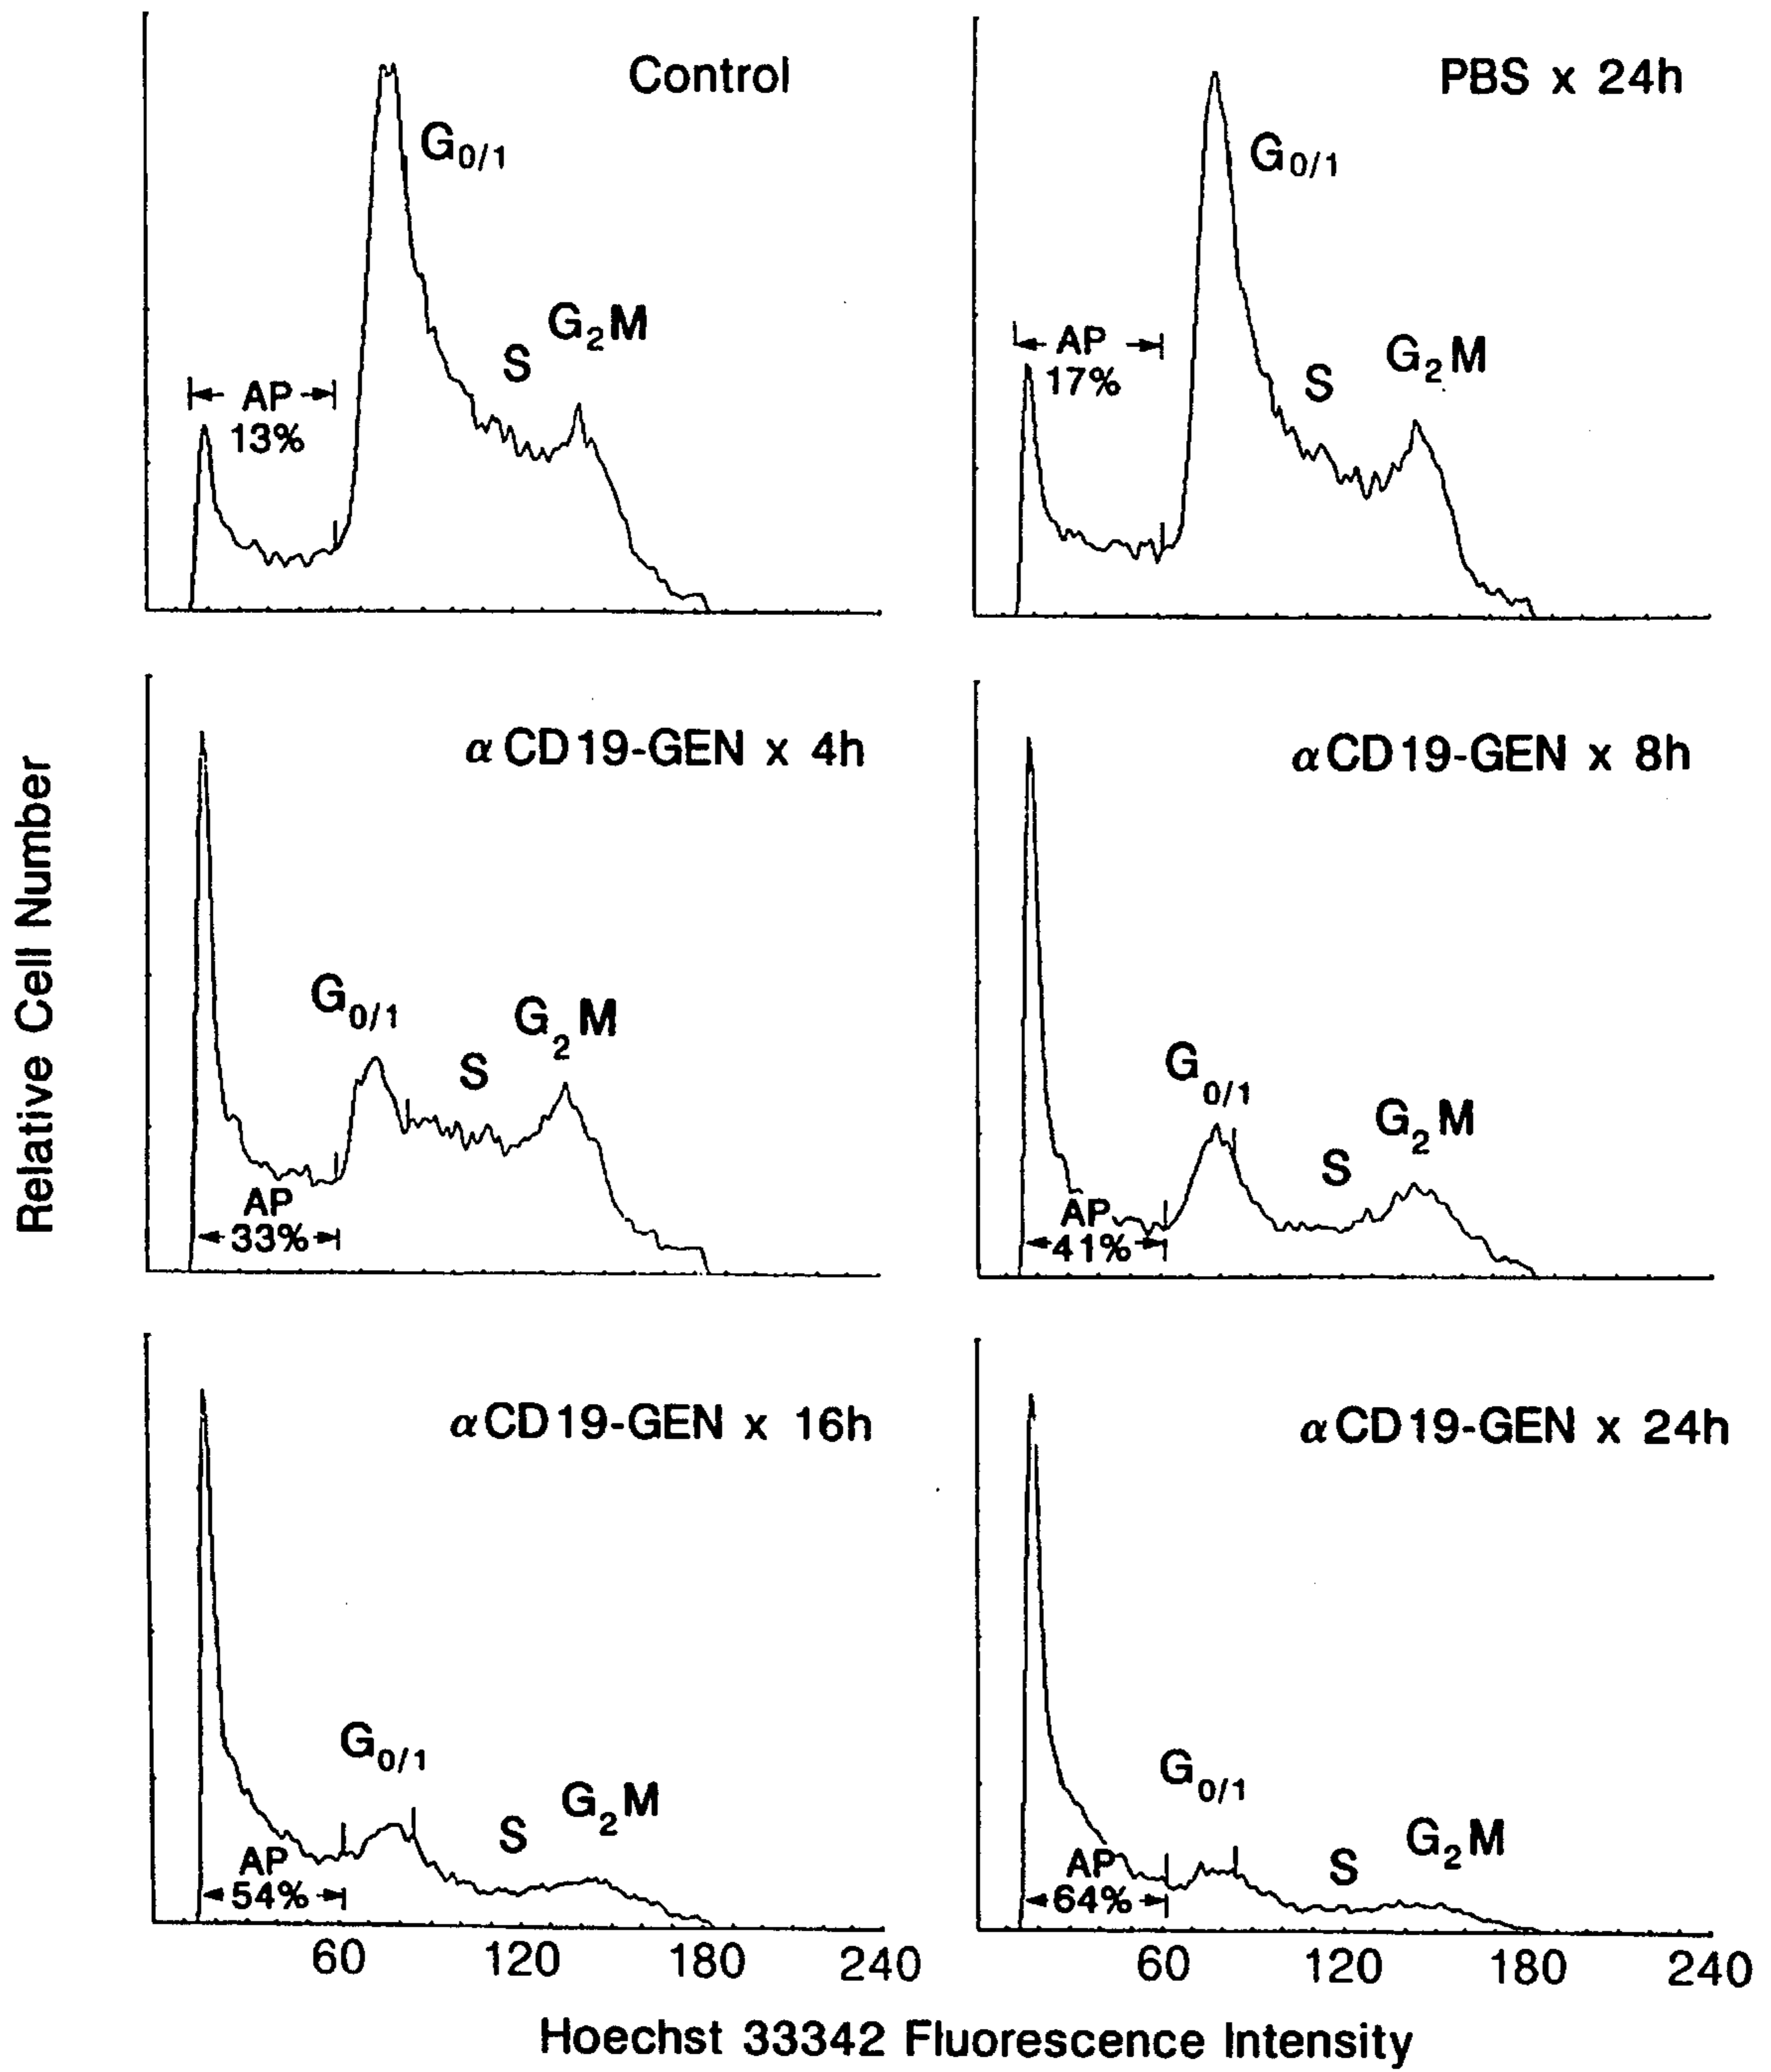 Control
G0/1
S
G2M
AP
13%
PBS x 24h
G0/1
S
G2M
AP
17%
αCD19-GEN x 4h
G0/1
S
G2M
AP
33%
αCD19-GEN x 8h
G0/1
S
G2M
AP
41%
αCD19-GEN x 16h
G0/1
S
G2M
AP
54%
60 120 180 240
αCD19-GEN x 24h
G0/1
S
G2M
AP
64%
60 120 180 240
Relative Cell Number
Hoechst 33342 Fluorescence Intensity